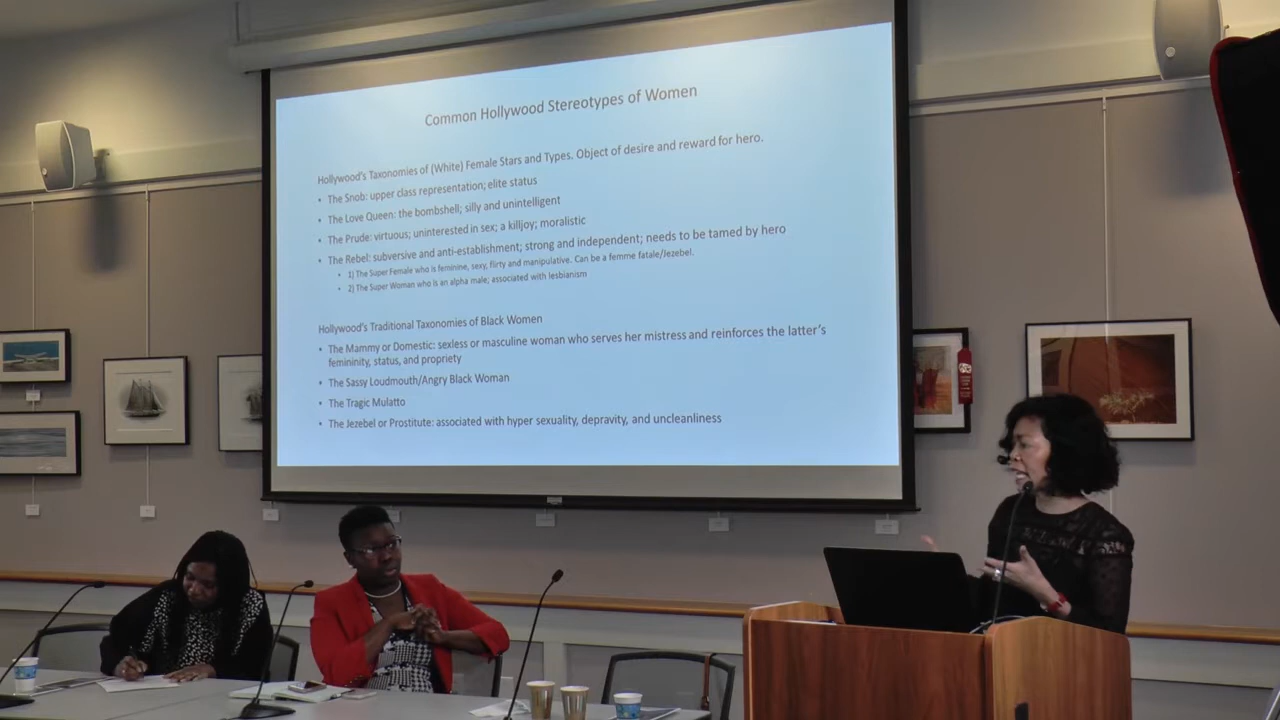 Common Hollywood Stereotypes of Women
Hollywood's Taxonomies of (White) Female Stars and Types. Object of desire and reward for hero.
• The Snob: upper class representation; elite status
• The Love Queen: the bombshell; silly and unintelligent
• The Prude: virtuous; uninterested in sex; a killjoy; moralistic
• The Rebel: subversive and anti-establishment; strong and independent; needs to be tamed by hero
• 1) The Super Female who is feminine, sexy, flirty and manipulative. Can be a femme fatale/Jezebel.
• 2) The Super Woman who is an alpha male; associated with lesbianism
Hollywood's Traditional Taxonomies of Black Women
• The Mammy or Domestic: sexless or masculine woman who serves her mistress and reinforces the latter's
femininity, status, and propriety
• The Sassy Loudmouth/Angry Black Woman
• The Tragic Mulatto
• The Jezebel or Prostitute: associated with hyper sexuality, depravity, and uncleanliness